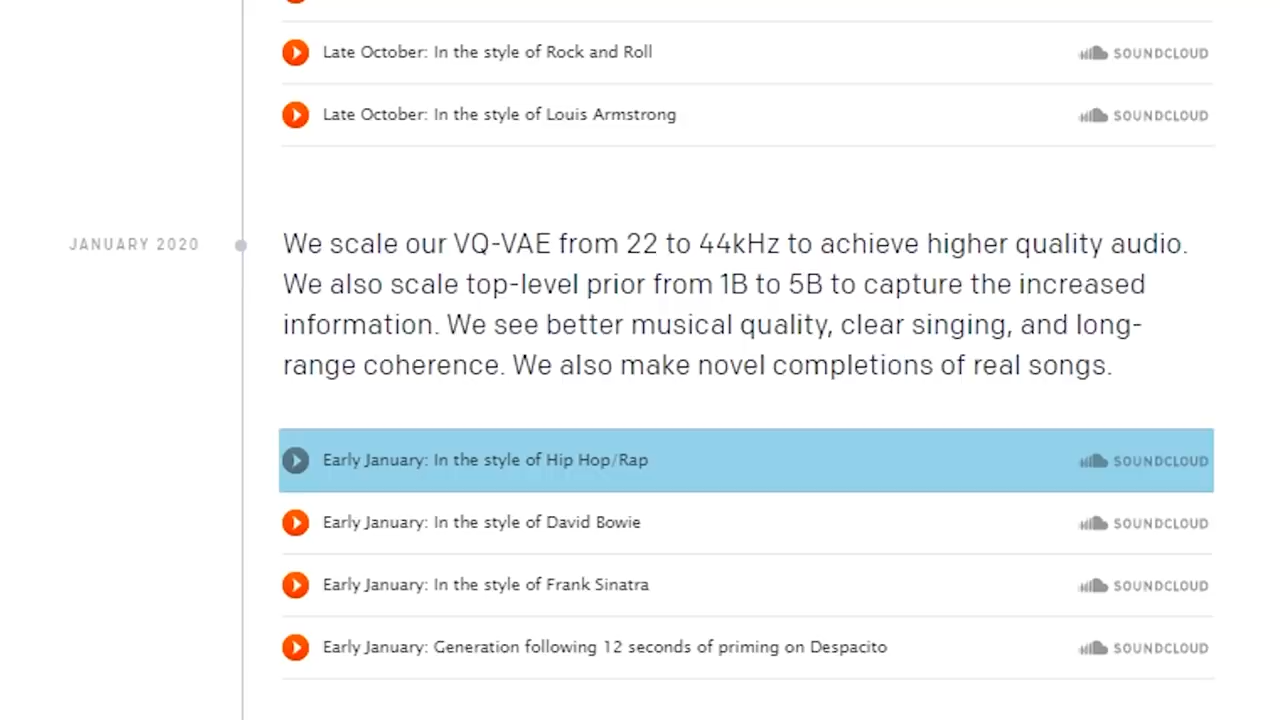 Late October: In the style of Rock and Roll SOUNDCLOUD
Late October: In the style of Louis Armstrong SOUNDCLOUD
JANUARY 2020
We scale our VQ-VAE from 22 to 44kHz to achieve higher quality audio.
We also scale top-level prior from 1B to 5B to capture the increased
information. We see better musical quality, clear singing, and long-
range coherence. We also make novel completions of real songs.
Early January: In the style of Hip Hop/Rap SOUNDCLOUD
Early January: In the style of David Bowie SOUNDCLOUD
Early January: In the style of Frank Sinatra SOUNDCLOUD
Early January: Generation following 12 seconds of priming on Despacito SOUNDCLOUD